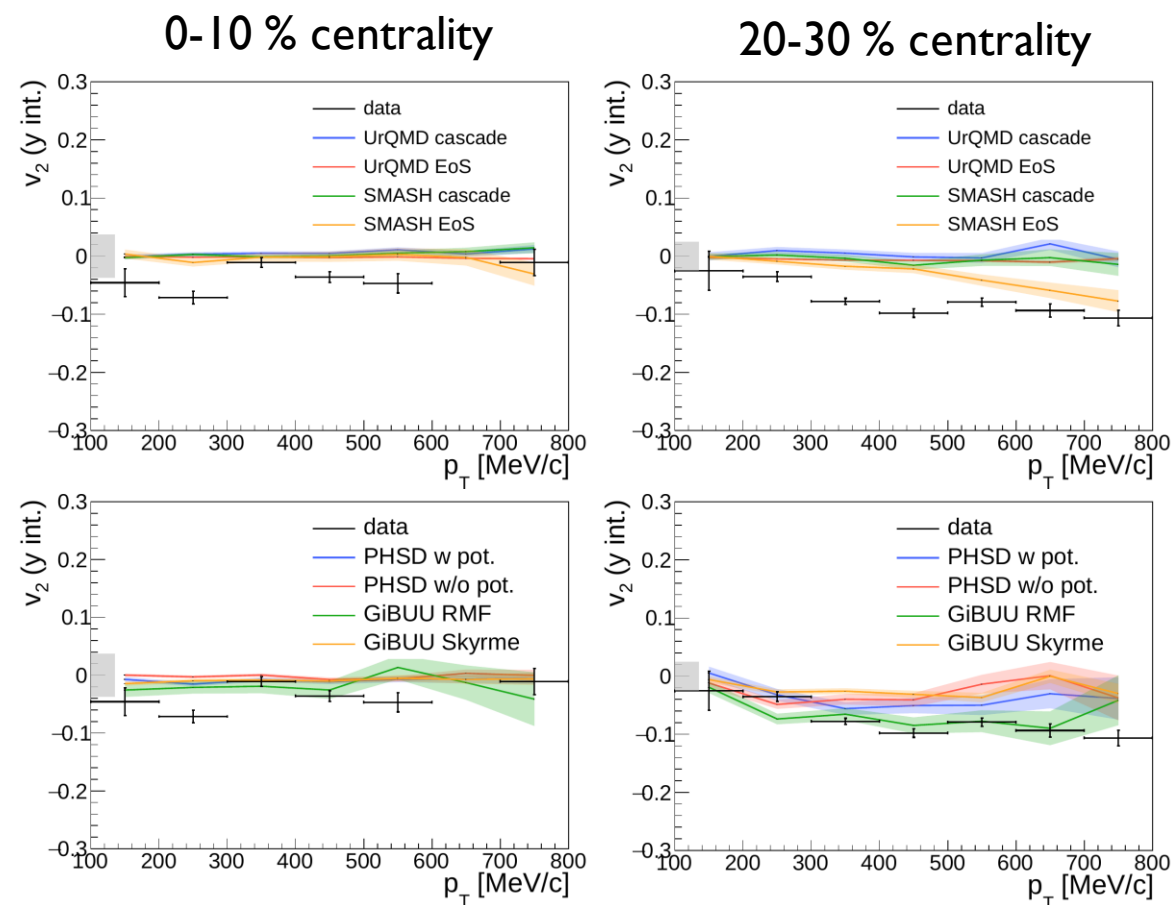 0-10 % centrality
20-30 % centrality
0.3
0.2
0.1
0
−0.1
−0.2
−0.3
v2 (y int.)
data
UrQMD cascade
UrQMD EoS
SMASH cascade
SMASH EoS
100 200 300 400 500 600 700 800
pT [MeV/c]
0.3
0.2
0.1
0
−0.1
−0.2
−0.3
v2 (y int.)
data
UrQMD cascade
UrQMD EoS
SMASH cascade
SMASH EoS
100 200 300 400 500 600 700 800
pT [MeV/c]
0.3
0.2
0.1
0
−0.1
−0.2
−0.3
v2 (y int.)
data
PHSD w pot.
PHSD w/o pot.
GiBUU RMF
GiBUU Skyrme
100 200 300 400 500 600 700 800
pT [MeV/c]
0.3
0.2
0.1
0
−0.1
−0.2
−0.3
v2 (y int.)
data
PHSD w pot.
PHSD w/o pot.
GiBUU RMF
GiBUU Skyrme
100 200 300 400 500 600 700 800
pT [MeV/c]